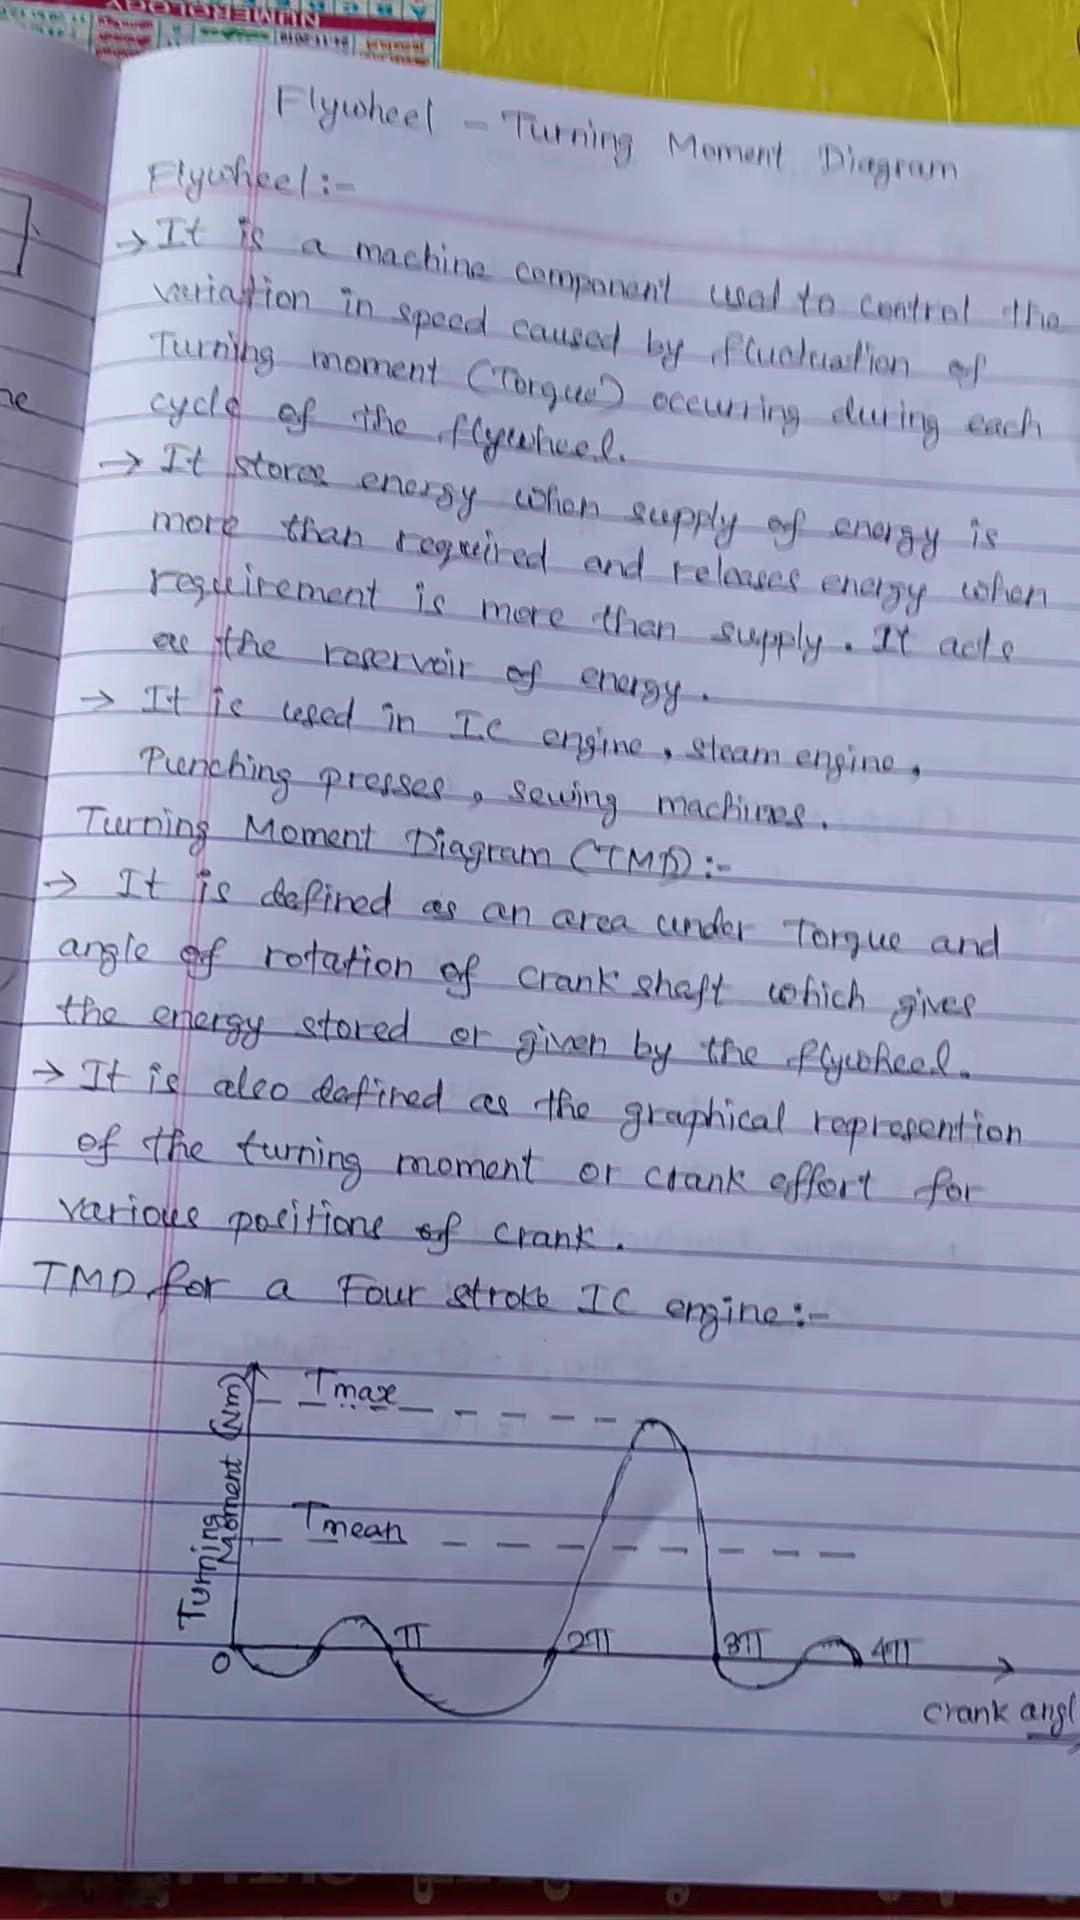 NUMEROLOGY
Flywheel - Turning Moment Diagram
Flywheel :-
→ It is a machine component used to control the
variation in speed caused by fluctuation of
Turning moment (Torque) occurring during each
cycle of the flywheel.
→ It stores energy when supply of energy is
more than required and releases energy when
requirement is more than supply. It acts
as the reservoir of energy.
→ It is used in IC engine, steam engine,
Punching presses, sewing machines.
Turning Moment Diagram (TMD) :-
→ It is defined as an area under Torque and
angle of rotation of crank shaft which gives
the energy stored or given by the flywheel.
→ It is also defined as the graphical represention
of the turning moment or crank effort for
various positions of crank.
TMD for a Four stroke IC engine :-
Tmax
Turning Moment (Nm)
Tmean
0 π 2π 3π 4π
crank angl